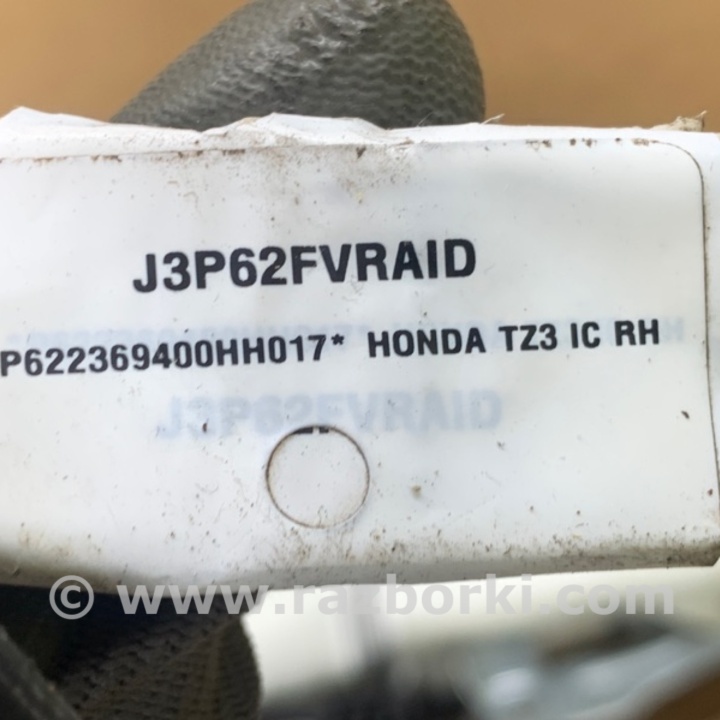 J3P62FVRAID
P622369400HH017* HONDA TZ3 IC RH
J3P62FVRAID
© www.razborki.com